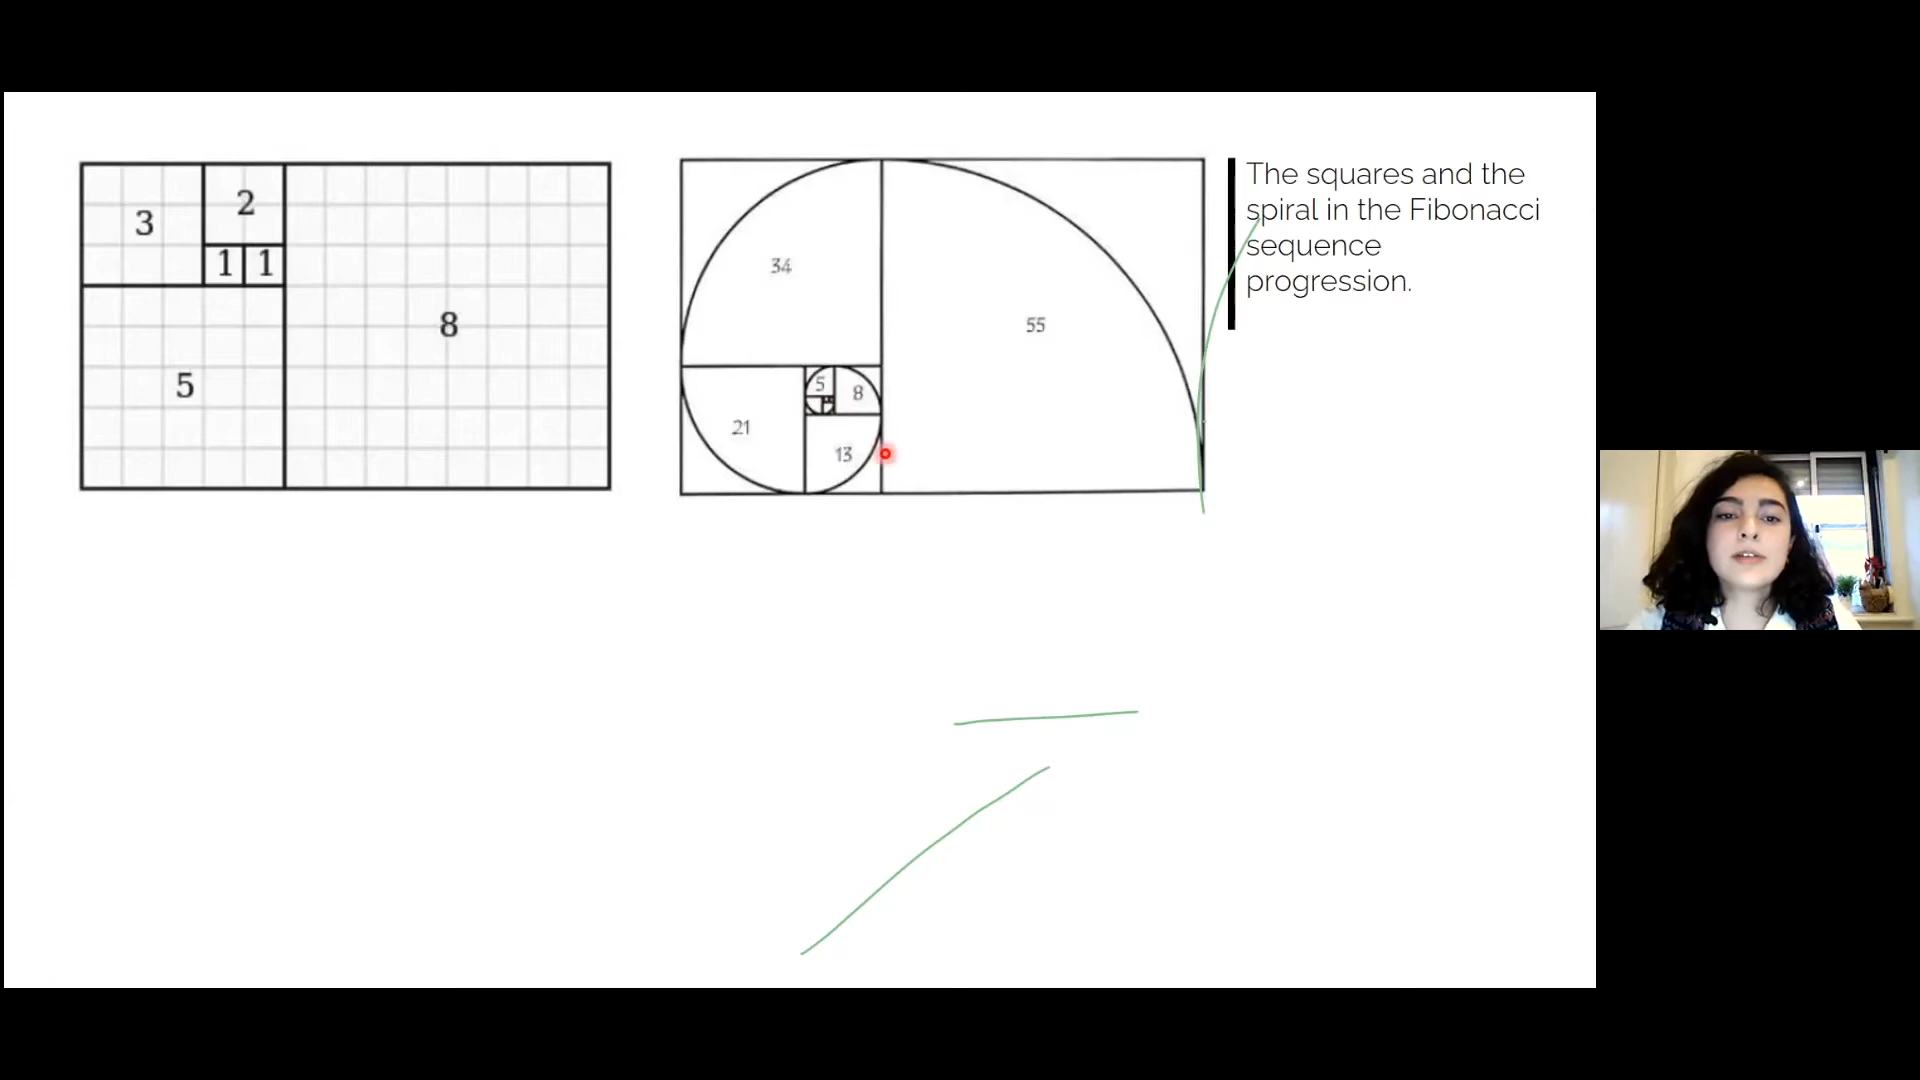 3
2
1 1
8
5
34
55
5
8
21
13
The squares and the
spiral in the Fibonacci
sequence
progression.